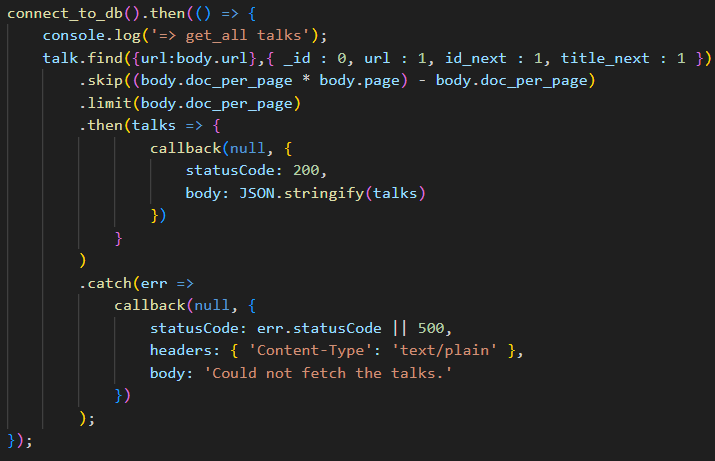 connect_to_db().then(() => {
    console.log('=> get_all talks');
    talk.find({url:body.url},{ _id : 0, url : 1, id_next : 1, title_next : 1 })
        .skip((body.doc_per_page * body.page) - body.doc_per_page)
        .limit(body.doc_per_page)
        .then(talks => {
                callback(null, {
                    statusCode: 200,
                    body: JSON.stringify(talks)
                })
            }
        )
        .catch(err =>
            callback(null, {
                statusCode: err.statusCode || 500,
                headers: { 'Content-Type': 'text/plain' },
                body: 'Could not fetch the talks.'
            })
        );
});